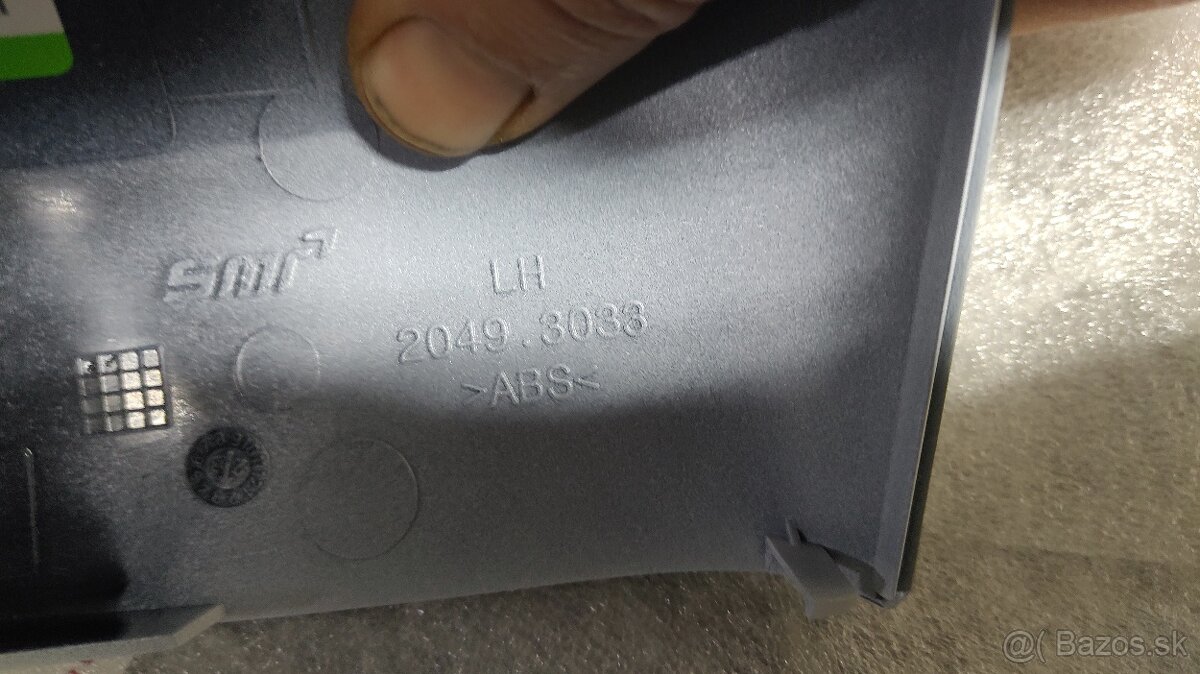 SMR
LH
2049.3033
>ABS<
@( Bazos.sk